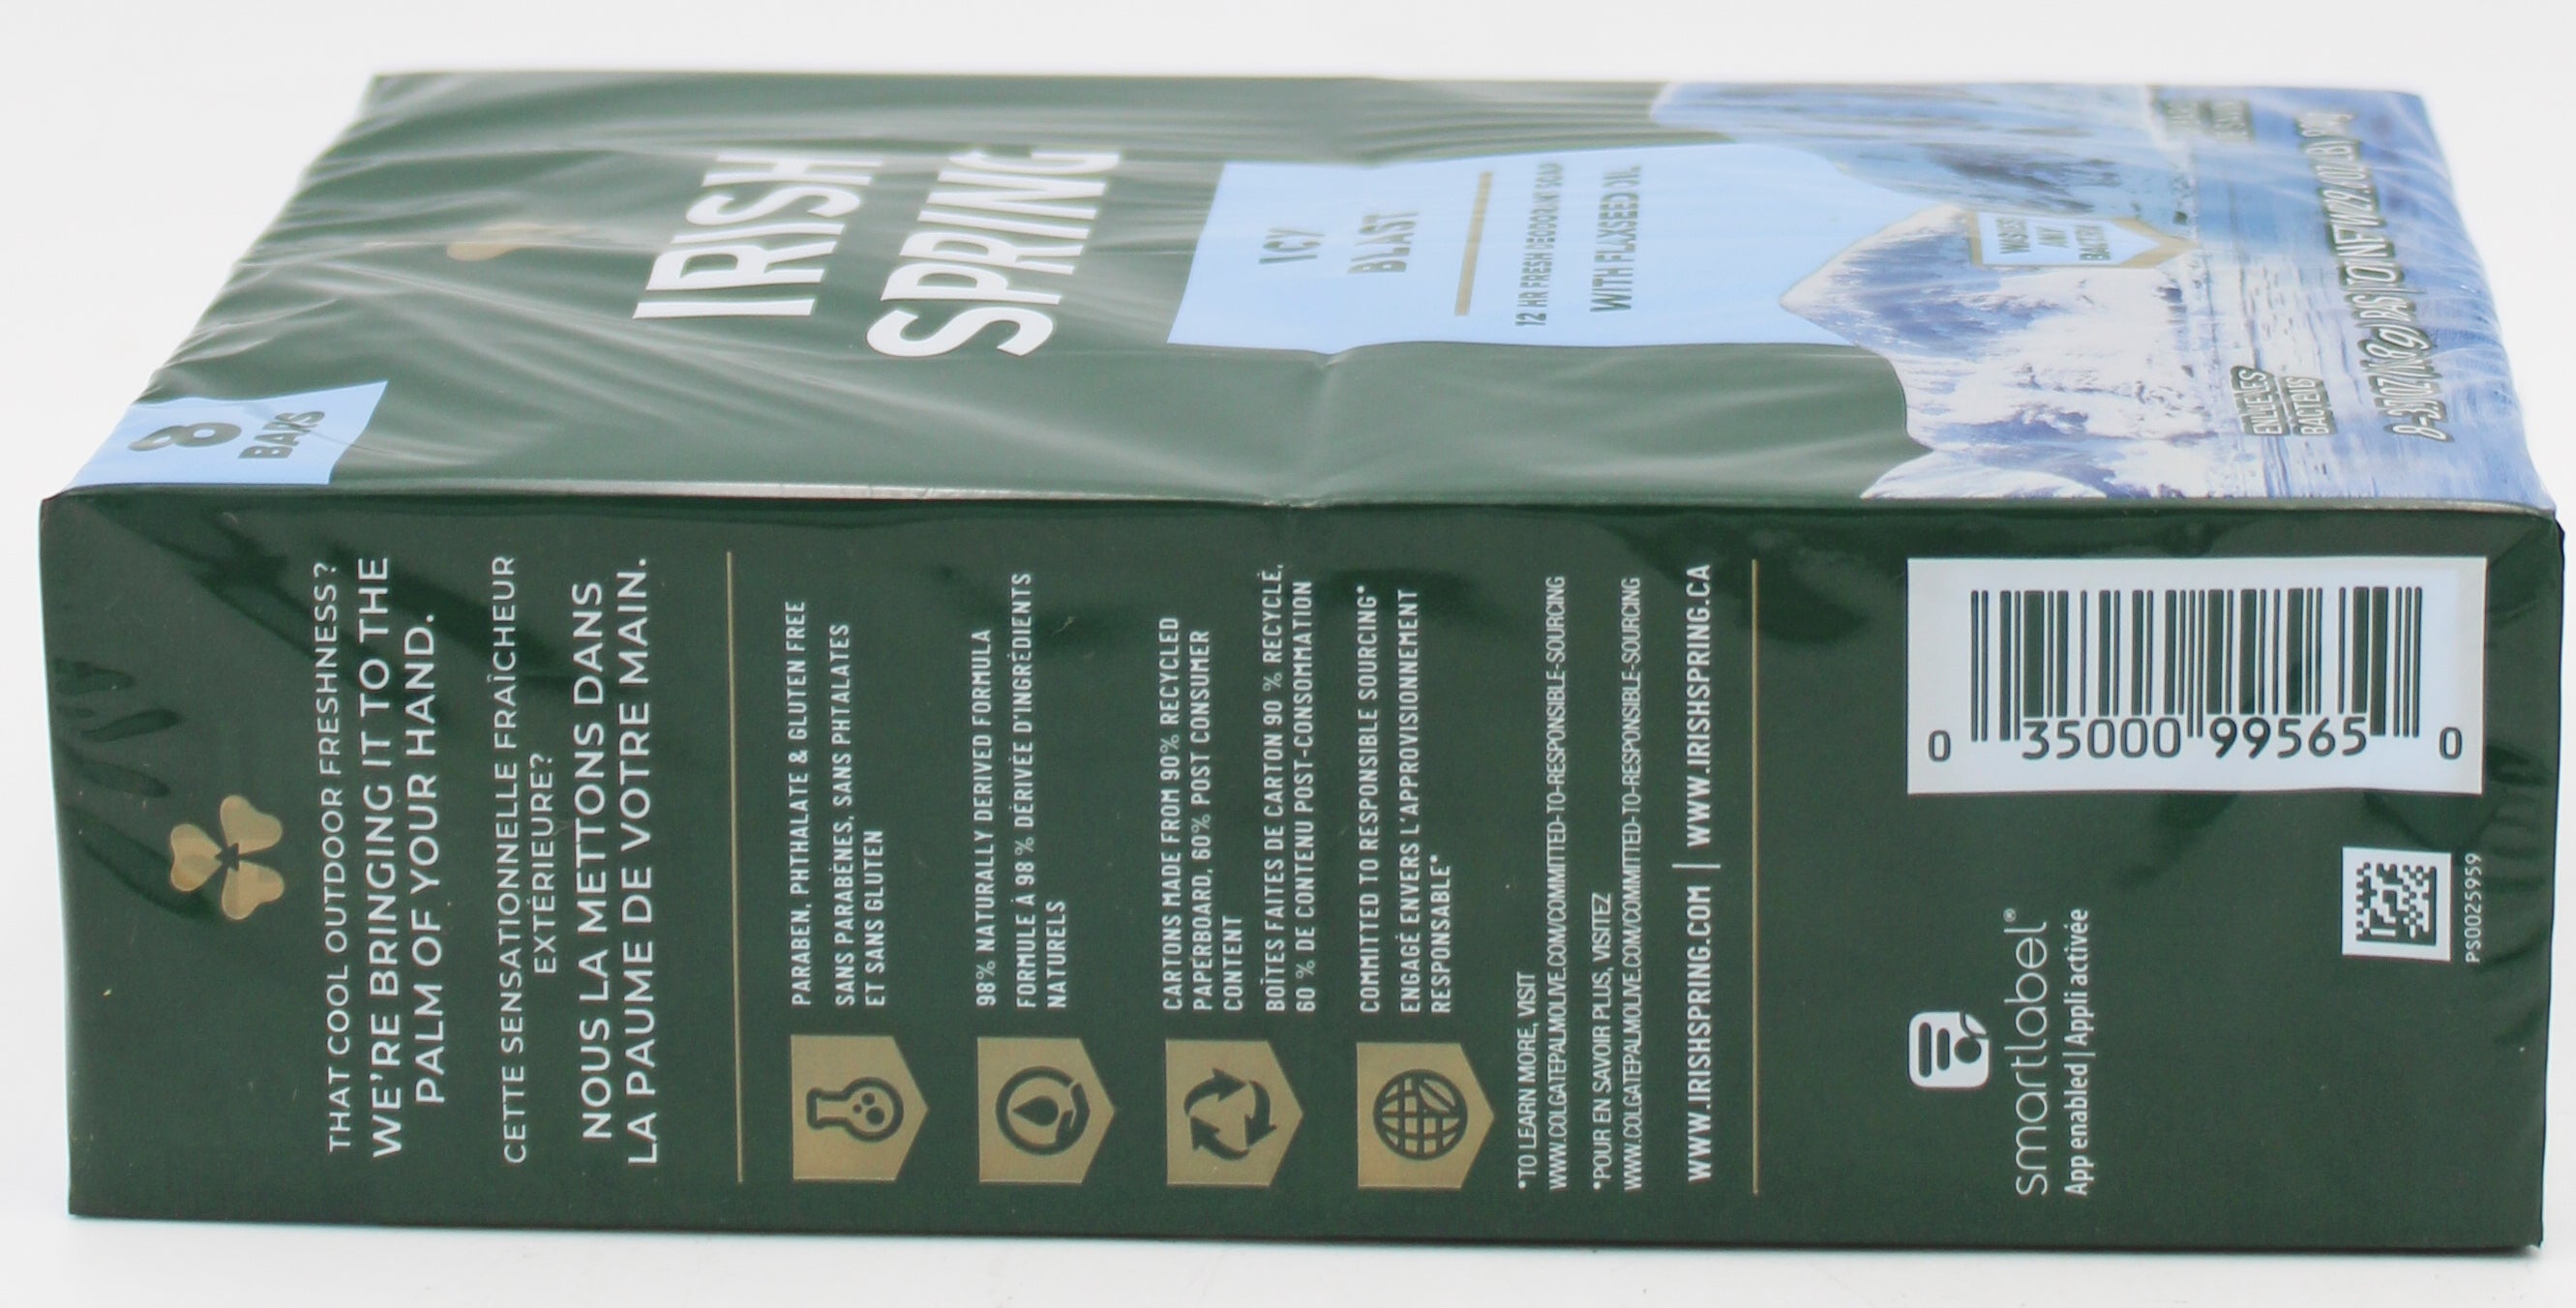 8
BARS
IRISH
SPRING
ICY
BLAST
12 HR FRESH DEODORANT SOAP
WITH FLAXSEED OIL
WASHES
BACTERIA
ENLÈVE LES
BACTÉRIES
THAT COOL OUTDOOR FRESHNESS?
WE'RE BRINGING IT TO THE
PALM OF YOUR HAND.
CETTE SENSATIONNELLE FRAÎCHEUR
EXTÉRIEURE?
NOUS LA METTONS DANS
LA PAUME DE VOTRE MAIN.
PARABEN, PHTHALATE & GLUTEN FREE
SANS PARABÈNES, SANS PHTALATES
ET SANS GLUTEN
98% NATURALLY DERIVED FORMULA
FORMULE À 98 % DÉRIVÉE D'INGRÉDIENTS
NATURELS
CARTONS MADE FROM 90% RECYCLED
PAPERBOARD, 60% POST CONSUMER
CONTENT
BOÎTES FAITES DE CARTON 90 % RECYCLÉ,
60 % DE CONTENU POST-CONSOMMATION
COMMITTED TO RESPONSIBLE SOURCING*
ENGAGÉ ENVERS L'APPROVISIONNEMENT
RESPONSABLE*
*TO LEARN MORE, VISIT
WWW.COLGATEPALMOLIVE.COM/COMMITTED-TO-RESPONSIBLE-SOURCING
*POUR EN SAVOIR PLUS, VISITEZ
WWW.COLGATEPALMOLIVE.COM/COMMITTED-TO-RESPONSIBLE-SOURCING
WWW.IRISHSPRING.COM | WWW.IRISHSPRING.CA
smartlabel®
App enabled | Appli activée
0 35000 99565 0
PS0025959